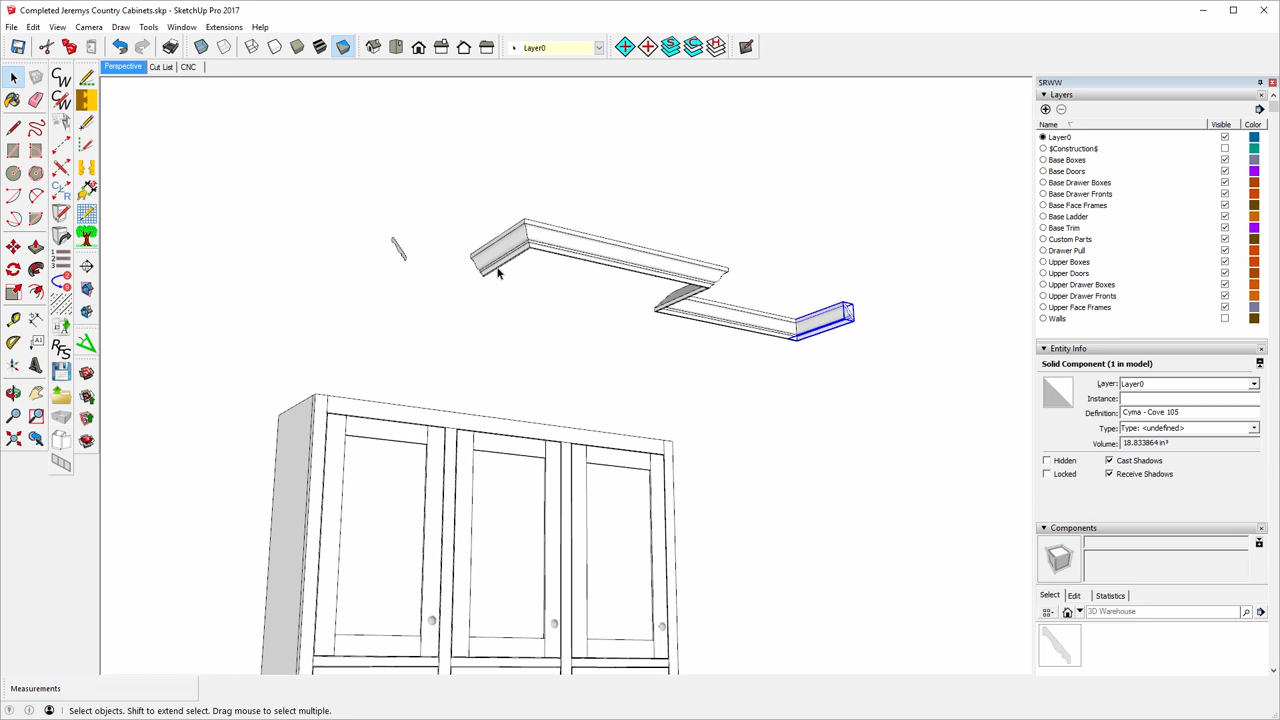 Completed Jeremys Country Cabinets.skp - SketchUp Pro 2017
File Edit View Camera Draw Tools Window Extensions Help
Layer0
Perspective Cut List CNC
SRWW
Layers
Name Visible Color
Layer0
$Construction$
Base Boxes
Base Doors
Base Drawer Boxes
Base Drawer Fronts
Base Face Frames
Base Ladder
Base Trim
Custom Parts
Drawer Pull
Upper Boxes
Upper Doors
Upper Drawer Boxes
Upper Drawer Fronts
Upper Face Frames
Walls
Entity Info
Solid Component (1 in model)
Layer: Layer0
Instance:
Definition: Cyma - Cove 105
Type: Type: <undefined>
Volume: 18.833864 in³
Hidden Cast Shadows
Locked Receive Shadows
Components
Select Edit Statistics
3D Warehouse
CW
CW
RFS
Measurements
Select objects. Shift to extend select. Drag mouse to select multiple.